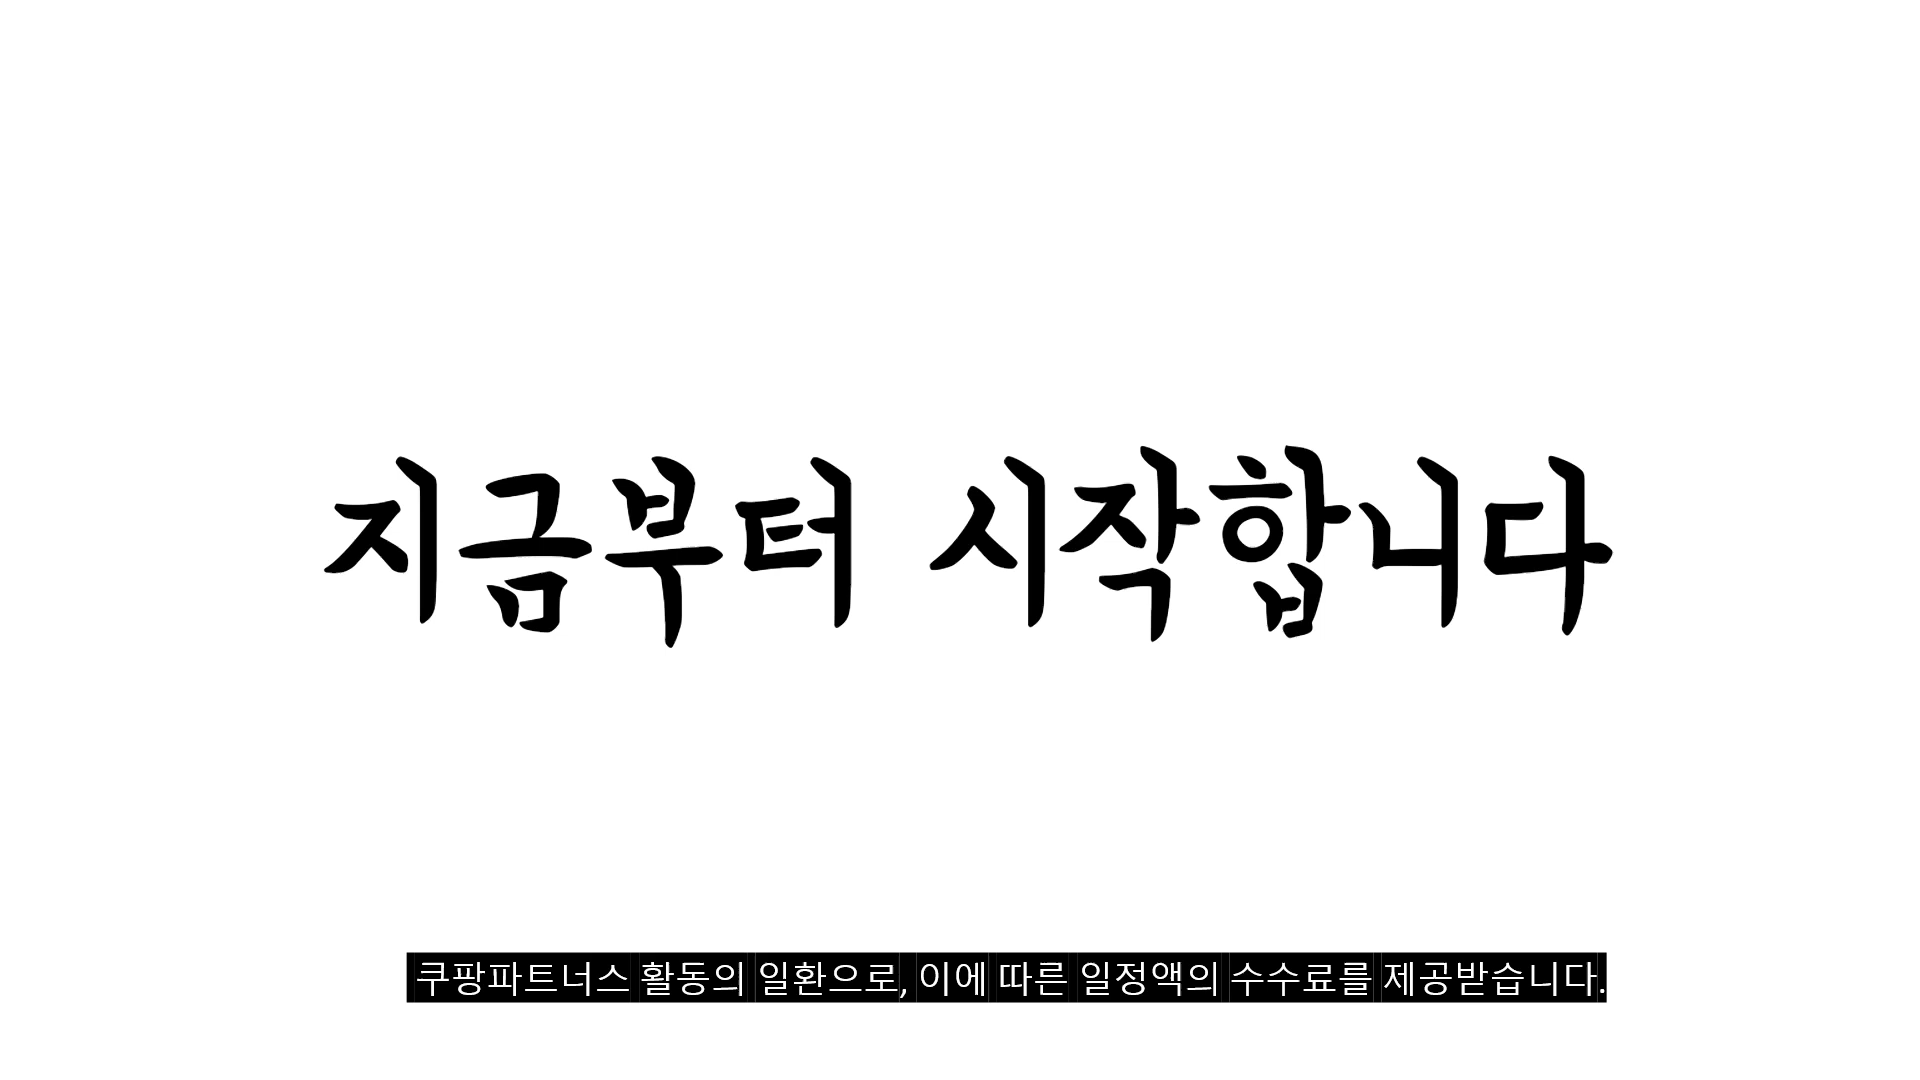 지금부터 시작합니다
쿠팡파트너스 활동의 일환으로, 이에 따른 일정액의 수수료를 제공받습니다.